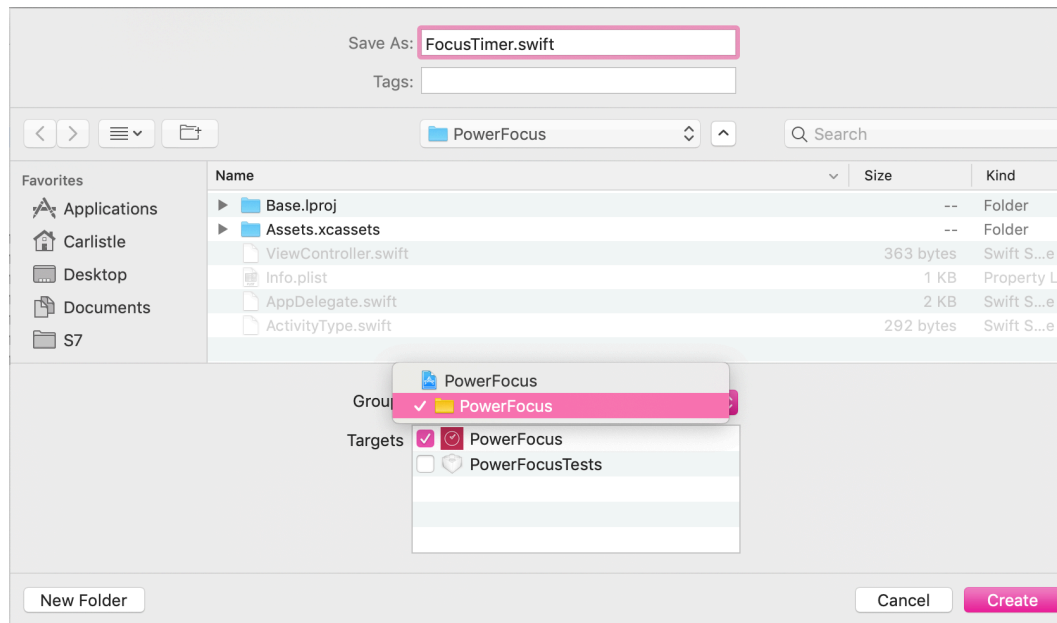 Save As: FocusTimer.swift
Tags:
PowerFocus
Search
Favorites
Applications
Carlistle
Desktop
Documents
S7
Name Size Kind
Base.lproj -- Folder
Assets.xcassets -- Folder
ViewController.swift 363 bytes Swift S...e
Info.plist 1 KB Property L
AppDelegate.swift 2 KB Swift S...e
ActivityType.swift 292 bytes Swift S...e
PowerFocus
Grou PowerFocus
Targets PowerFocus
PowerFocusTests
New Folder Cancel Create